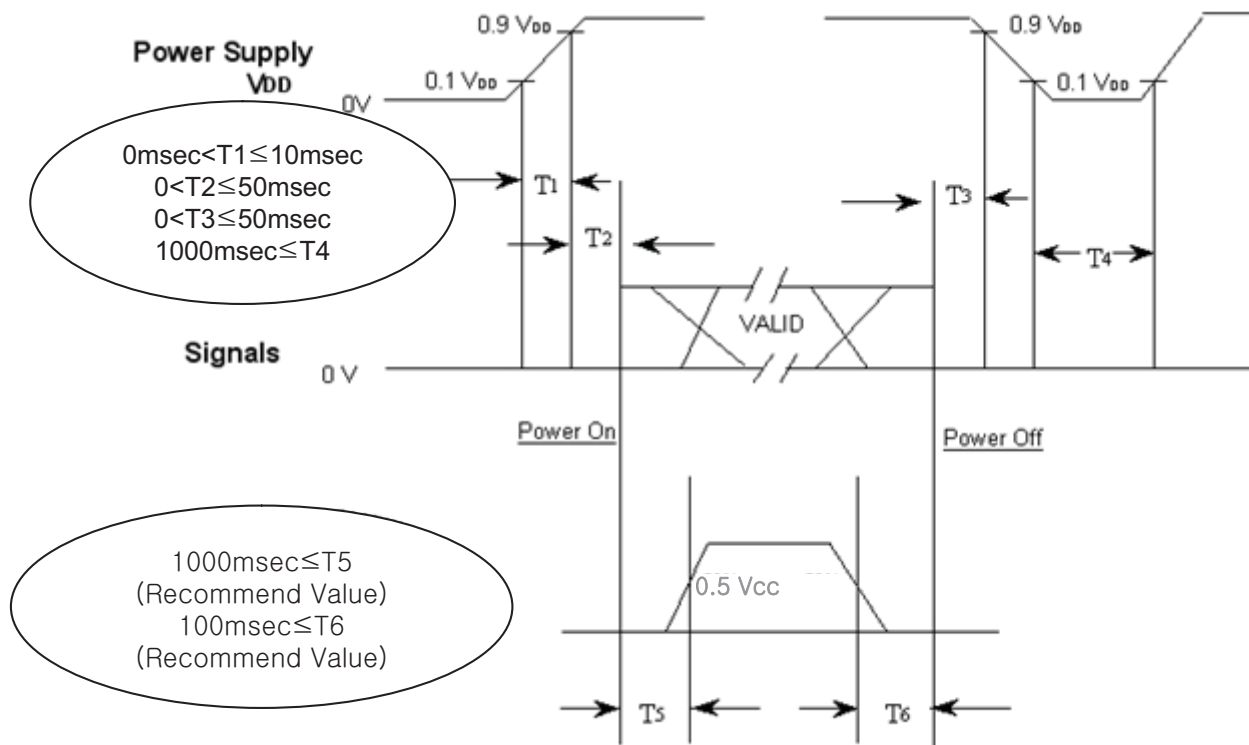 0.9 VDD
0.9 VDD
Power Supply
VDD
0.1 VDD
0.1 VDD
0V
0msec<T1≤10msec
0<T2≤50msec
0<T3≤50msec
1000msec≤T4
T1
T3
T2
T4
VALID
Signals
0 V
Power On
Power Off
1000msec≤T5
(Recommend Value)
100msec≤T6
(Recommend Value)
0.5 Vcc
T5
T6